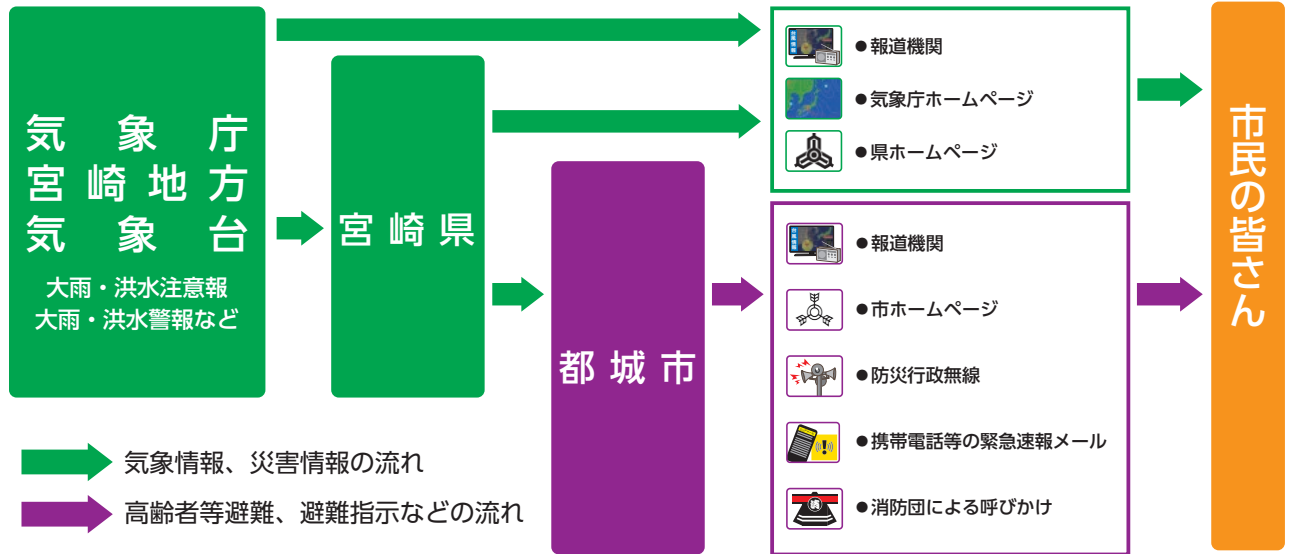 気象庁
宮崎地方
気象台
大雨・洪水注意報
大雨・洪水警報など
宮崎県
都城市
●報道機関
●気象庁ホームページ
●県ホームページ
●報道機関
●市ホームページ
●防災行政無線
●携帯電話等の緊急速報メール
●消防団による呼びかけ
市民の皆さん
気象情報、災害情報の流れ
高齢者等避難、避難指示などの流れ